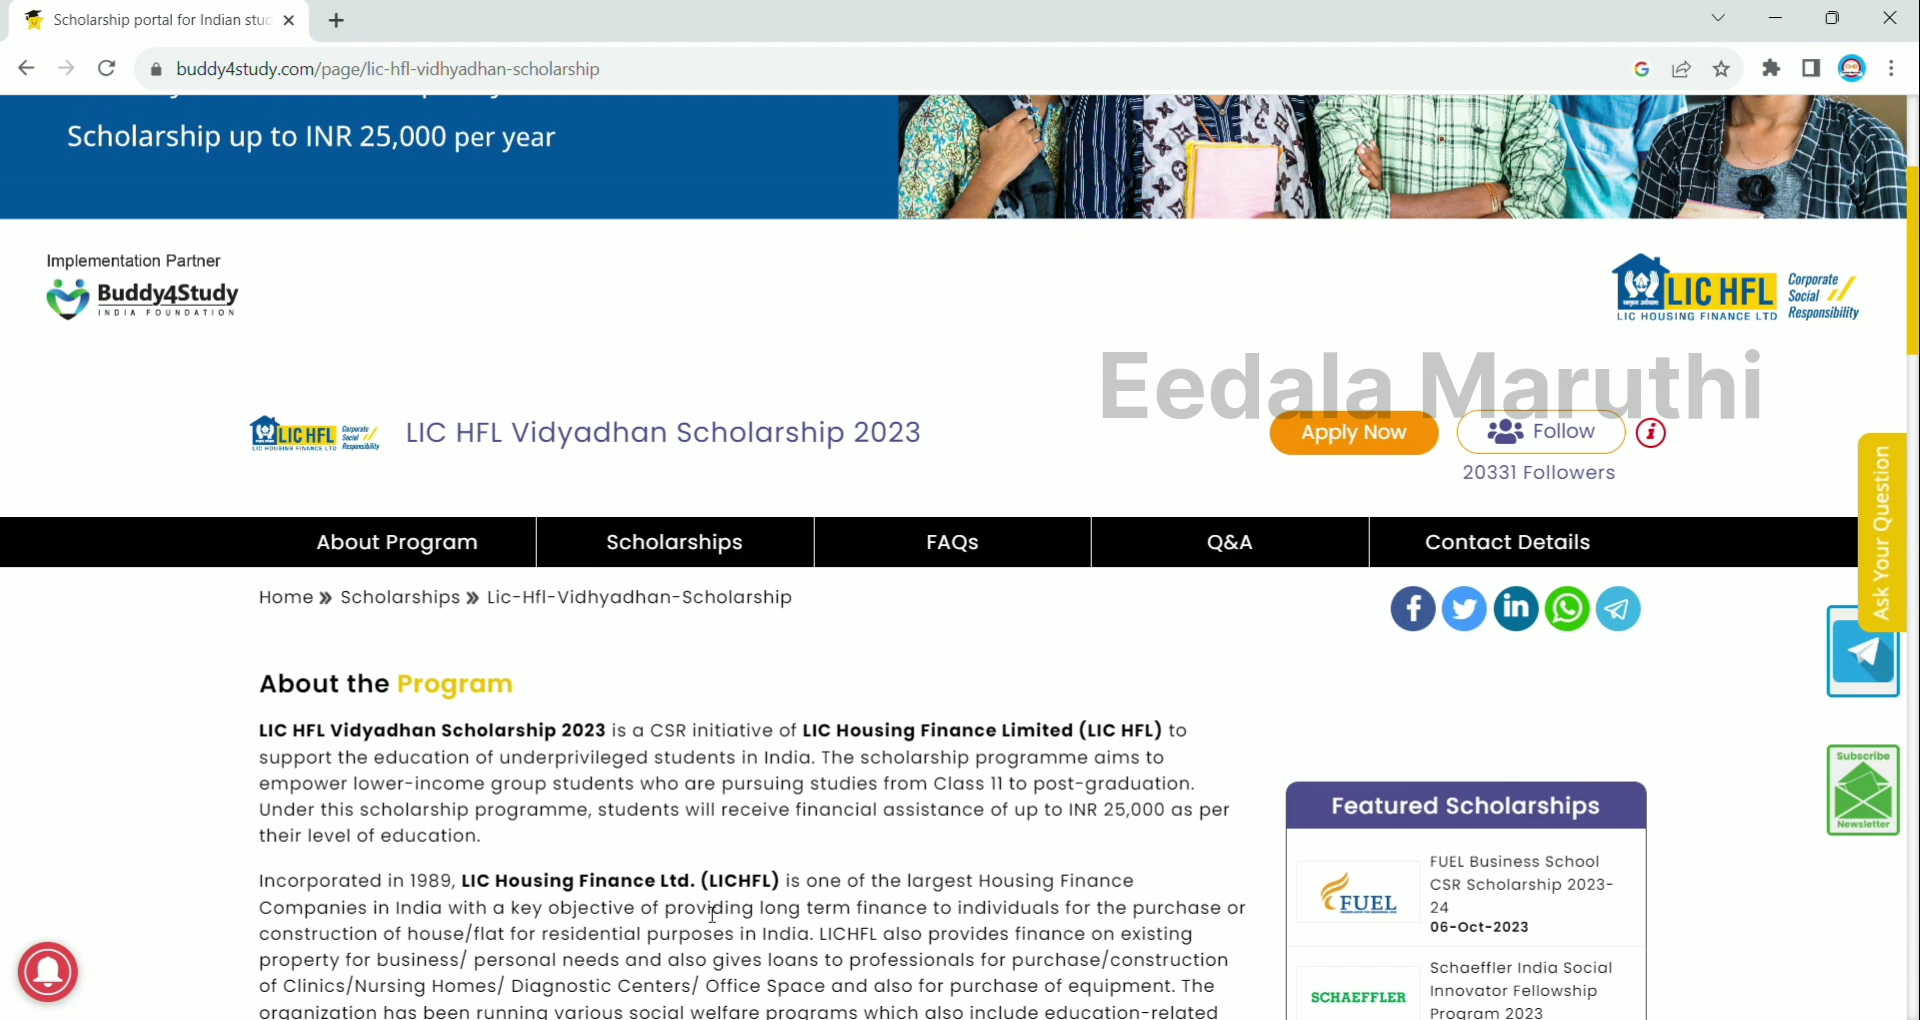 Scholarship portal for Indian stu
buddy4study.com/page/lic-hfl-vidhyadhan-scholarship
Scholarship up to INR 25,000 per year
Implementation Partner
Buddy4Study
INDIA FOUNDATION
LIC HFL
LIC HOUSING FINANCE LTD
Corporate
Social
Responsibility
Eedala Maruthi
LIC HFL
LIC HOUSING FINANCE LTD
Corporate
Social
Responsibility
LIC HFL Vidyadhan Scholarship 2023
Apply Now
Follow
20331 Followers
Ask Your Question
About Program
Scholarships
FAQs
Q&A
Contact Details
Home » Scholarships » Lic-Hfl-Vidhyadhan-Scholarship
About the Program
LIC HFL Vidyadhan Scholarship 2023 is a CSR initiative of LIC Housing Finance Limited (LIC HFL) to
support the education of underprivileged students in India. The scholarship programme aims to
empower lower-income group students who are pursuing studies from Class 11 to post-graduation.
Under this scholarship programme, students will receive financial assistance of up to INR 25,000 as per
their level of education.
Incorporated in 1989, LIC Housing Finance Ltd. (LICHFL) is one of the largest Housing Finance
Companies in India with a key objective of providing long term finance to individuals for the purchase or
construction of house/flat for residential purposes in India. LICHFL also provides finance on existing
property for business/ personal needs and also gives loans to professionals for purchase/construction
of Clinics/Nursing Homes/ Diagnostic Centers/ Office Space and also for purchase of equipment. The
organization has been running various social welfare programs which also include education-related
Featured Scholarships
FUEL
FUEL Business School
CSR Scholarship 2023-
24
06-Oct-2023
SCHAEFFLER
Schaeffler India Social
Innovator Fellowship
Program 2023
Subscribe
Newsletter